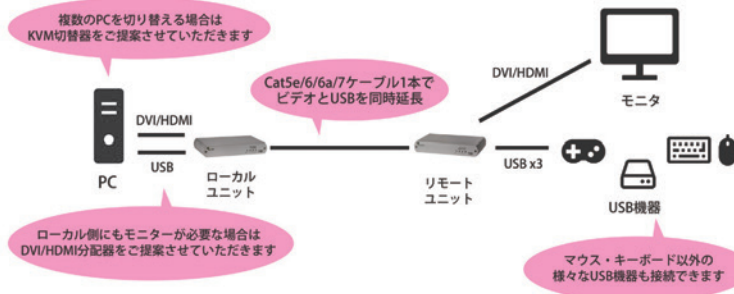 複数のPCを切り替える場合は
KVM切替器をご提案させていただきます
Cat5e/6/6a/7ケーブル1本で
ビデオとUSBを同時延長
DVI/HDMI
モニタ
DVI/HDMI
USB
PC
ローカル
ユニット
リモート
ユニット
USB x3
USB機器
ローカル側にもモニターが必要な場合は
DVI/HDMI分配器をご提案させていただきます
マウス・キーボード以外の
様々なUSB機器も接続できます